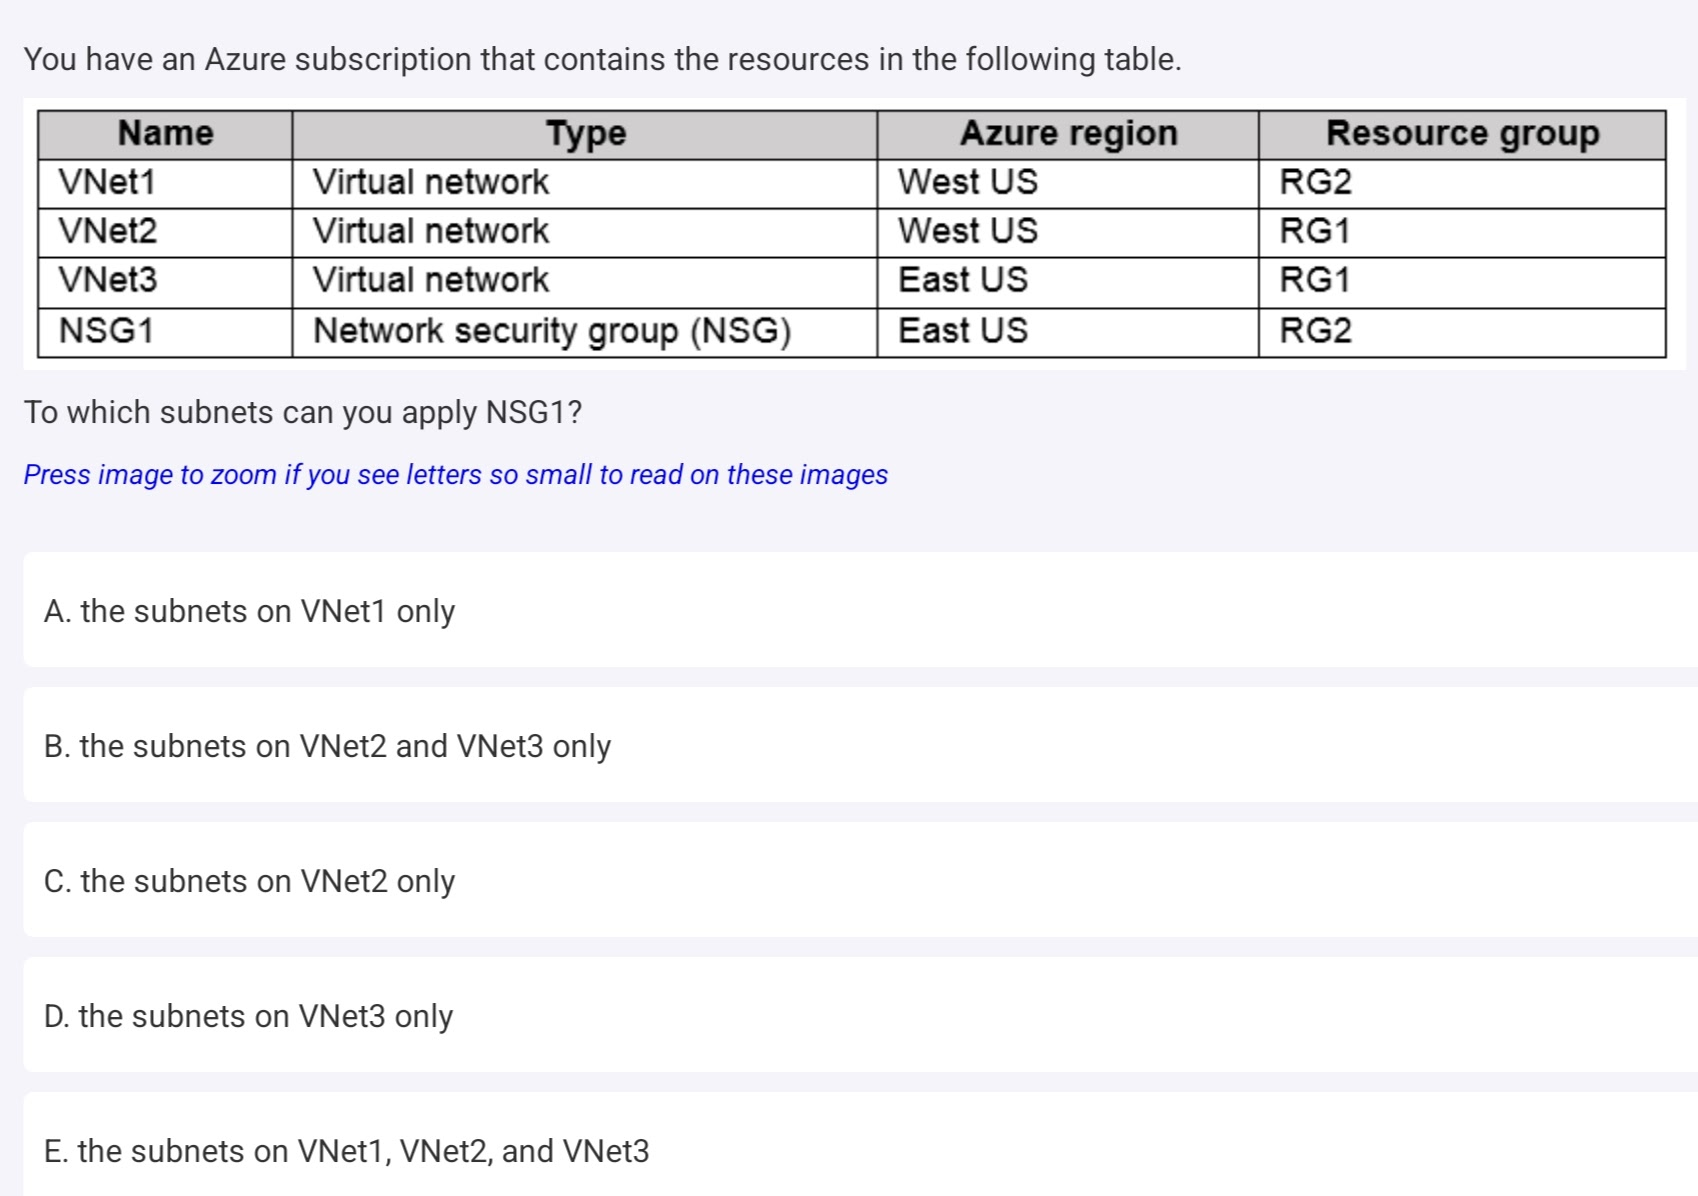 You have an Azure subscription that contains the resources in the following table.
Name Type Azure region Resource group
VNet1 Virtual network West US RG2
VNet2 Virtual network West US RG1
VNet3 Virtual network East US RG1
NSG1 Network security group (NSG) East US RG2
To which subnets can you apply NSG1?
Press image to zoom if you see letters so small to read on these images
A. the subnets on VNet1 only
B. the subnets on VNet2 and VNet3 only
C. the subnets on VNet2 only
D. the subnets on VNet3 only
E. the subnets on VNet1, VNet2, and VNet3